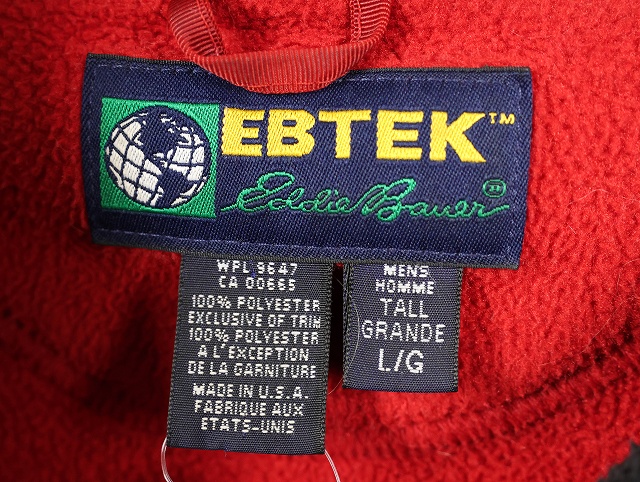 EBTEK™
Eddie Bauer®
WPL 9647
CA 00665
100% POLYESTER
EXCLUSIVE OF TRIM
100% POLYESTER
À L'EXCEPTION
DE LA GARNITURE
MADE IN U.S.A.
FABRIQUE AUX
ETATS-UNIS
MENS
HOMME
TALL
GRANDE
L/G